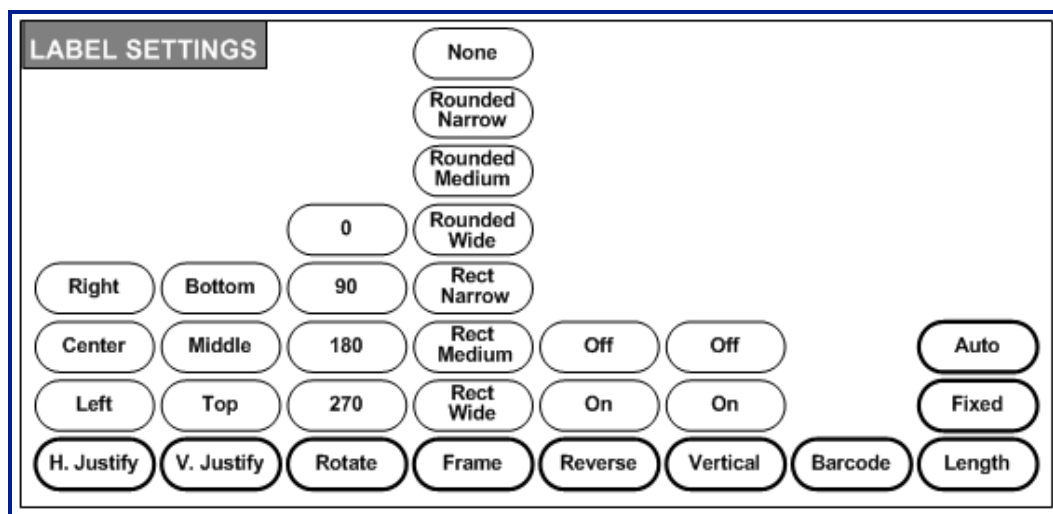 LABEL SETTINGS
None
Rounded
Narrow
Rounded
Medium
0
Rounded
Wide
Right
Bottom
90
Rect
Narrow
Center
Middle
180
Rect
Medium
Off
Off
Auto
Left
Top
270
Rect
Wide
On
On
Fixed
H. Justify
V. Justify
Rotate
Frame
Reverse
Vertical
Barcode
Length